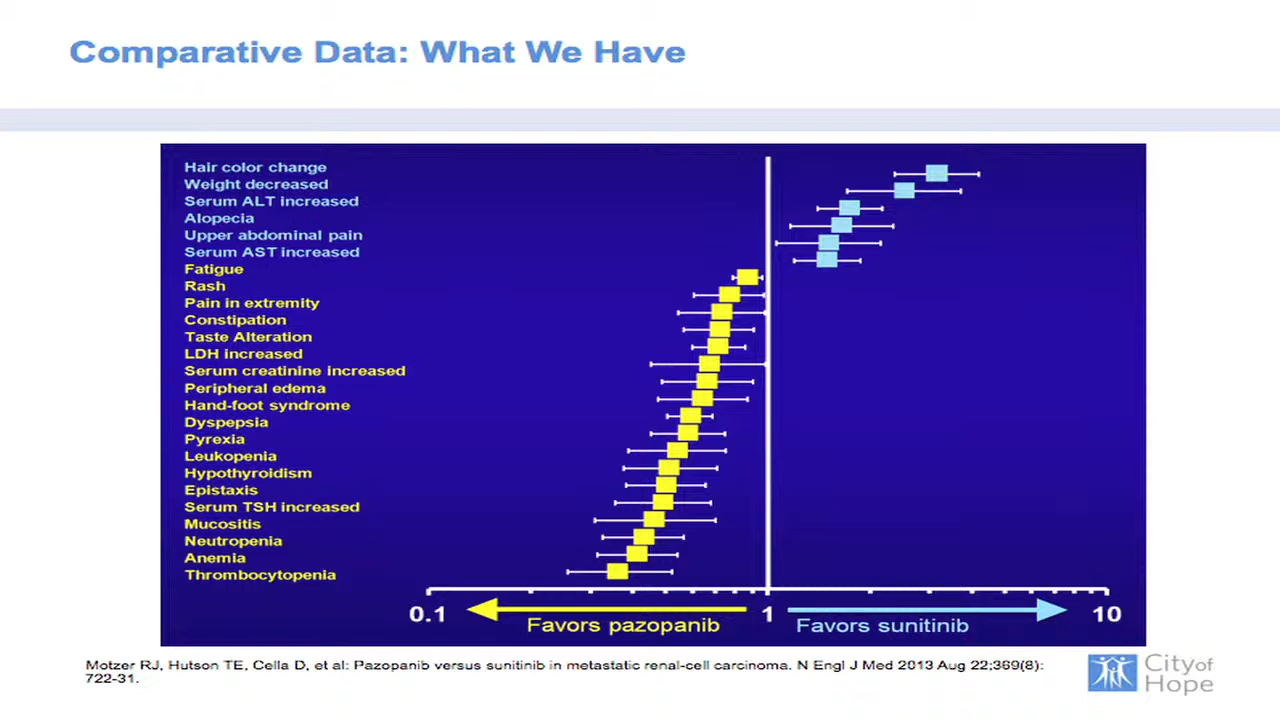 Comparative Data: What We Have
Hair color change
Weight decreased
Serum ALT increased
Alopecia
Upper abdominal pain
Serum AST increased
Fatigue
Rash
Pain in extremity
Constipation
Taste Alteration
LDH increased
Serum creatinine increased
Peripheral edema
Hand-foot syndrome
Dyspepsia
Pyrexia
Leukopenia
Hypothyroidism
Epistaxis
Serum TSH increased
Mucositis
Neutropenia
Anemia
Thrombocytopenia
0.1
1
10
Favors pazopanib
Favors sunitinib
Motzer RJ, Hutson TE, Cella D, et al: Pazopanib versus sunitinib in metastatic renal-cell carcinoma. N Engl J Med 2013 Aug 22;369(8):
722-31.
City of
Hope